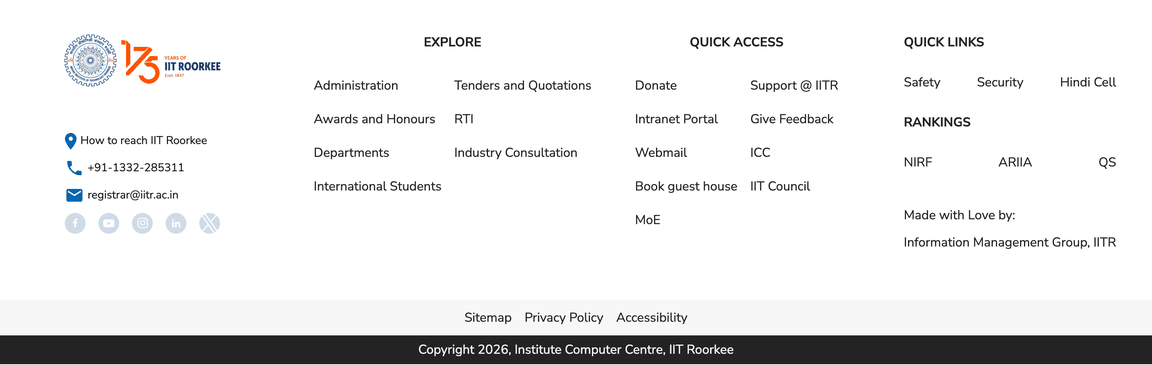 175
YEARS OF
IIT ROORKEE
Estd. 1847
How to reach IIT Roorkee
+91-1332-285311
registrar@iitr.ac.in
EXPLORE
Administration Tenders and Quotations
Awards and Honours RTI
Departments Industry Consultation
International Students
QUICK ACCESS
Donate Support @ IITR
Intranet Portal Give Feedback
Webmail ICC
Book guest house IIT Council
MoE
QUICK LINKS
Safety Security Hindi Cell
RANKINGS
NIRF ARIIA QS
Made with Love by:
Information Management Group, IITR
Sitemap Privacy Policy Accessibility
Copyright 2026, Institute Computer Centre, IIT Roorkee